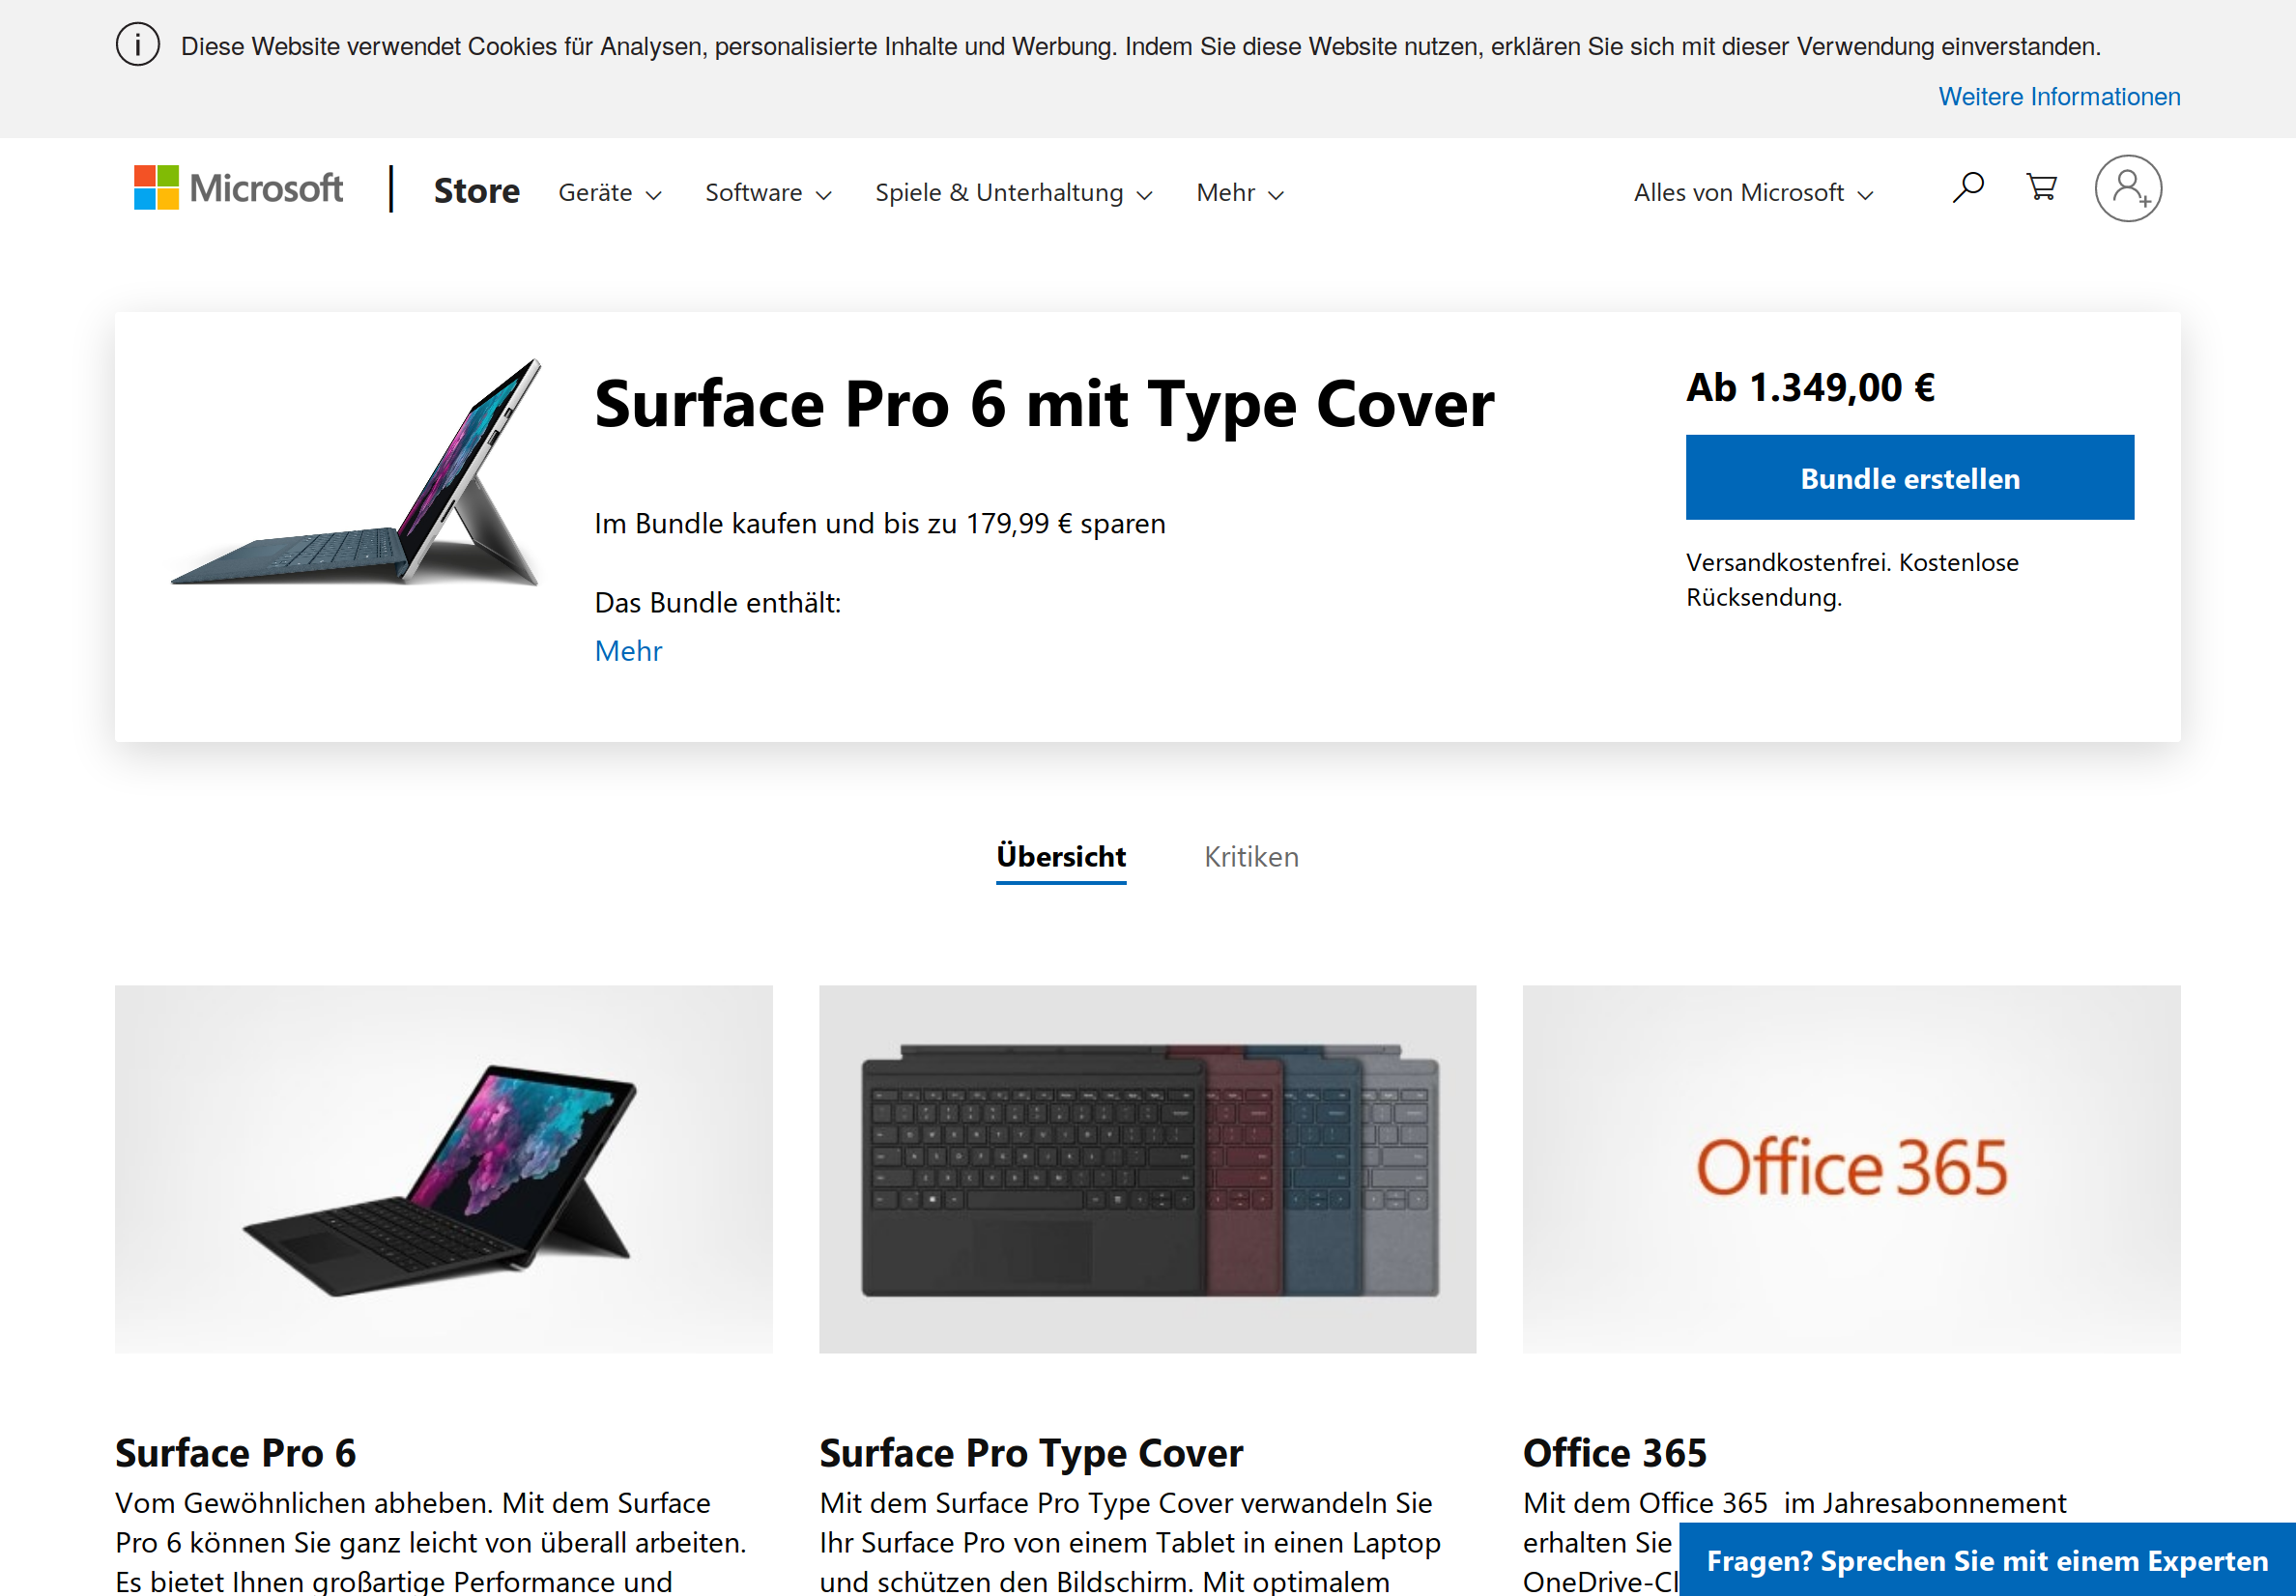 Diese Website verwendet Cookies für Analysen, personalisierte Inhalte und Werbung. Indem Sie diese Website nutzen, erklären Sie sich mit dieser Verwendung einverstanden.
Weitere Informationen
Microsoft
Store
Geräte
Software
Spiele & Unterhaltung
Mehr
Alles von Microsoft
Surface Pro 6 mit Type Cover
Im Bundle kaufen und bis zu 179,99 € sparen
Das Bundle enthält:
Mehr
Ab 1.349,00 €
Bundle erstellen
Versandkostenfrei. Kostenlose
Rücksendung.
Übersicht
Kritiken
Office 365
Surface Pro 6
Vom Gewöhnlichen abheben. Mit dem Surface
Pro 6 können Sie ganz leicht von überall arbeiten.
Es bietet Ihnen großartige Performance und
Surface Pro Type Cover
Mit dem Surface Pro Type Cover verwandeln Sie
Ihr Surface Pro von einem Tablet in einen Laptop
und schützen den Bildschirm. Mit optimalem
Office 365
Mit dem Office 365 im Jahresabonnement
erhalten Sie
OneDrive-Cl
Fragen? Sprechen Sie mit einem Experten